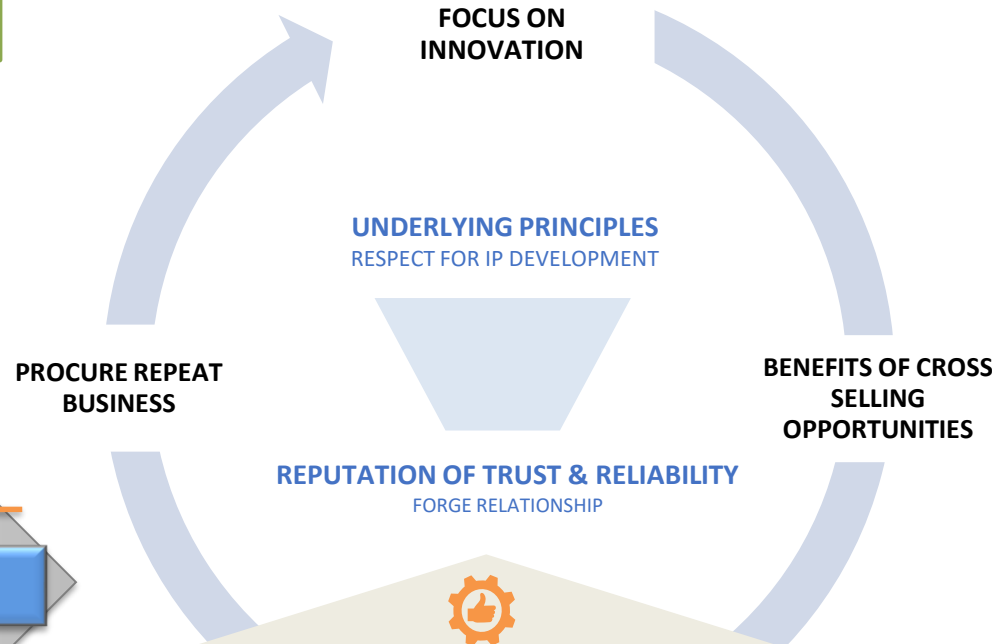 FOCUS ON
INNOVATION
UNDERLYING PRINCIPLES
RESPECT FOR IP DEVELOPMENT
PROCURE REPEAT
BUSINESS
BENEFITS OF CROSS
SELLING
OPPORTUNITIES
REPUTATION OF TRUST & RELIABILITY
FORGE RELATIONSHIP